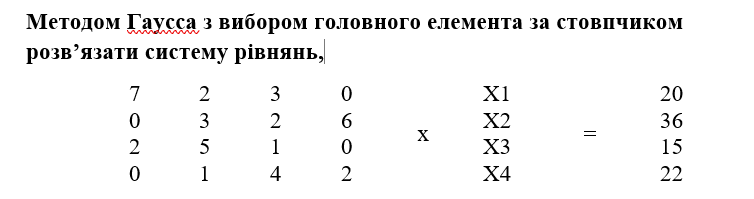 Методом Гаусса з вибором головного елемента за стовпчиком
розв’язати систему рівнянь,
7 2 3 0 X1 20
0 3 2 6 X2 36
x =
2 5 1 0 X3 15
0 1 4 2 X4 22